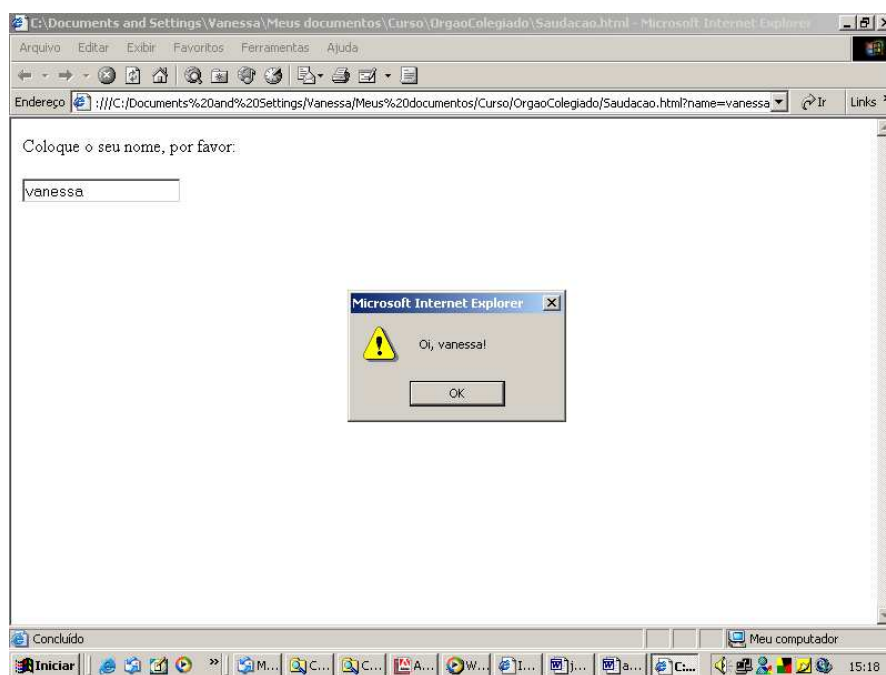 C:\Documents and Settings\Vanessa\Meus documentos\Curso\OrgaoColegiado\Saudacao.html - Microsoft Internet Explorer
Arquivo Editar Exibir Favoritos Ferramentas Ajuda
Endereço :///C:/Documents%20and%20Settings/Vanessa/Meus%20documentos/Curso/OrgaoColegiado/Saudacao.html?name=vanessa Ir Links »
Coloque o seu nome, por favor:
vanessa
Microsoft Internet Explorer
Oi, vanessa!
OK
Concluído Meu computador
Iniciar » M... C... C... A... W... I... j... a... C:... 15:18